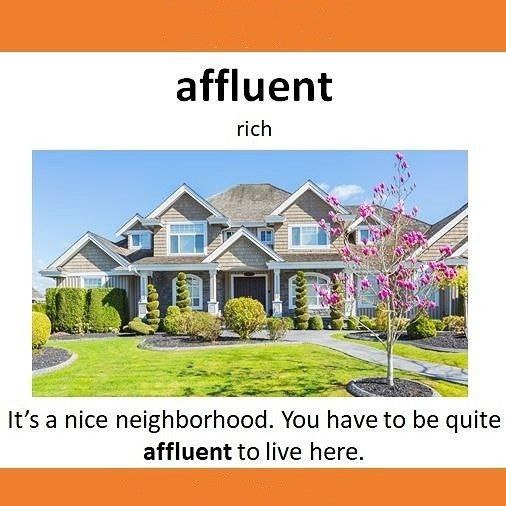 affluent
rich
It’s a nice neighborhood. You have to be quite
affluent to live here.